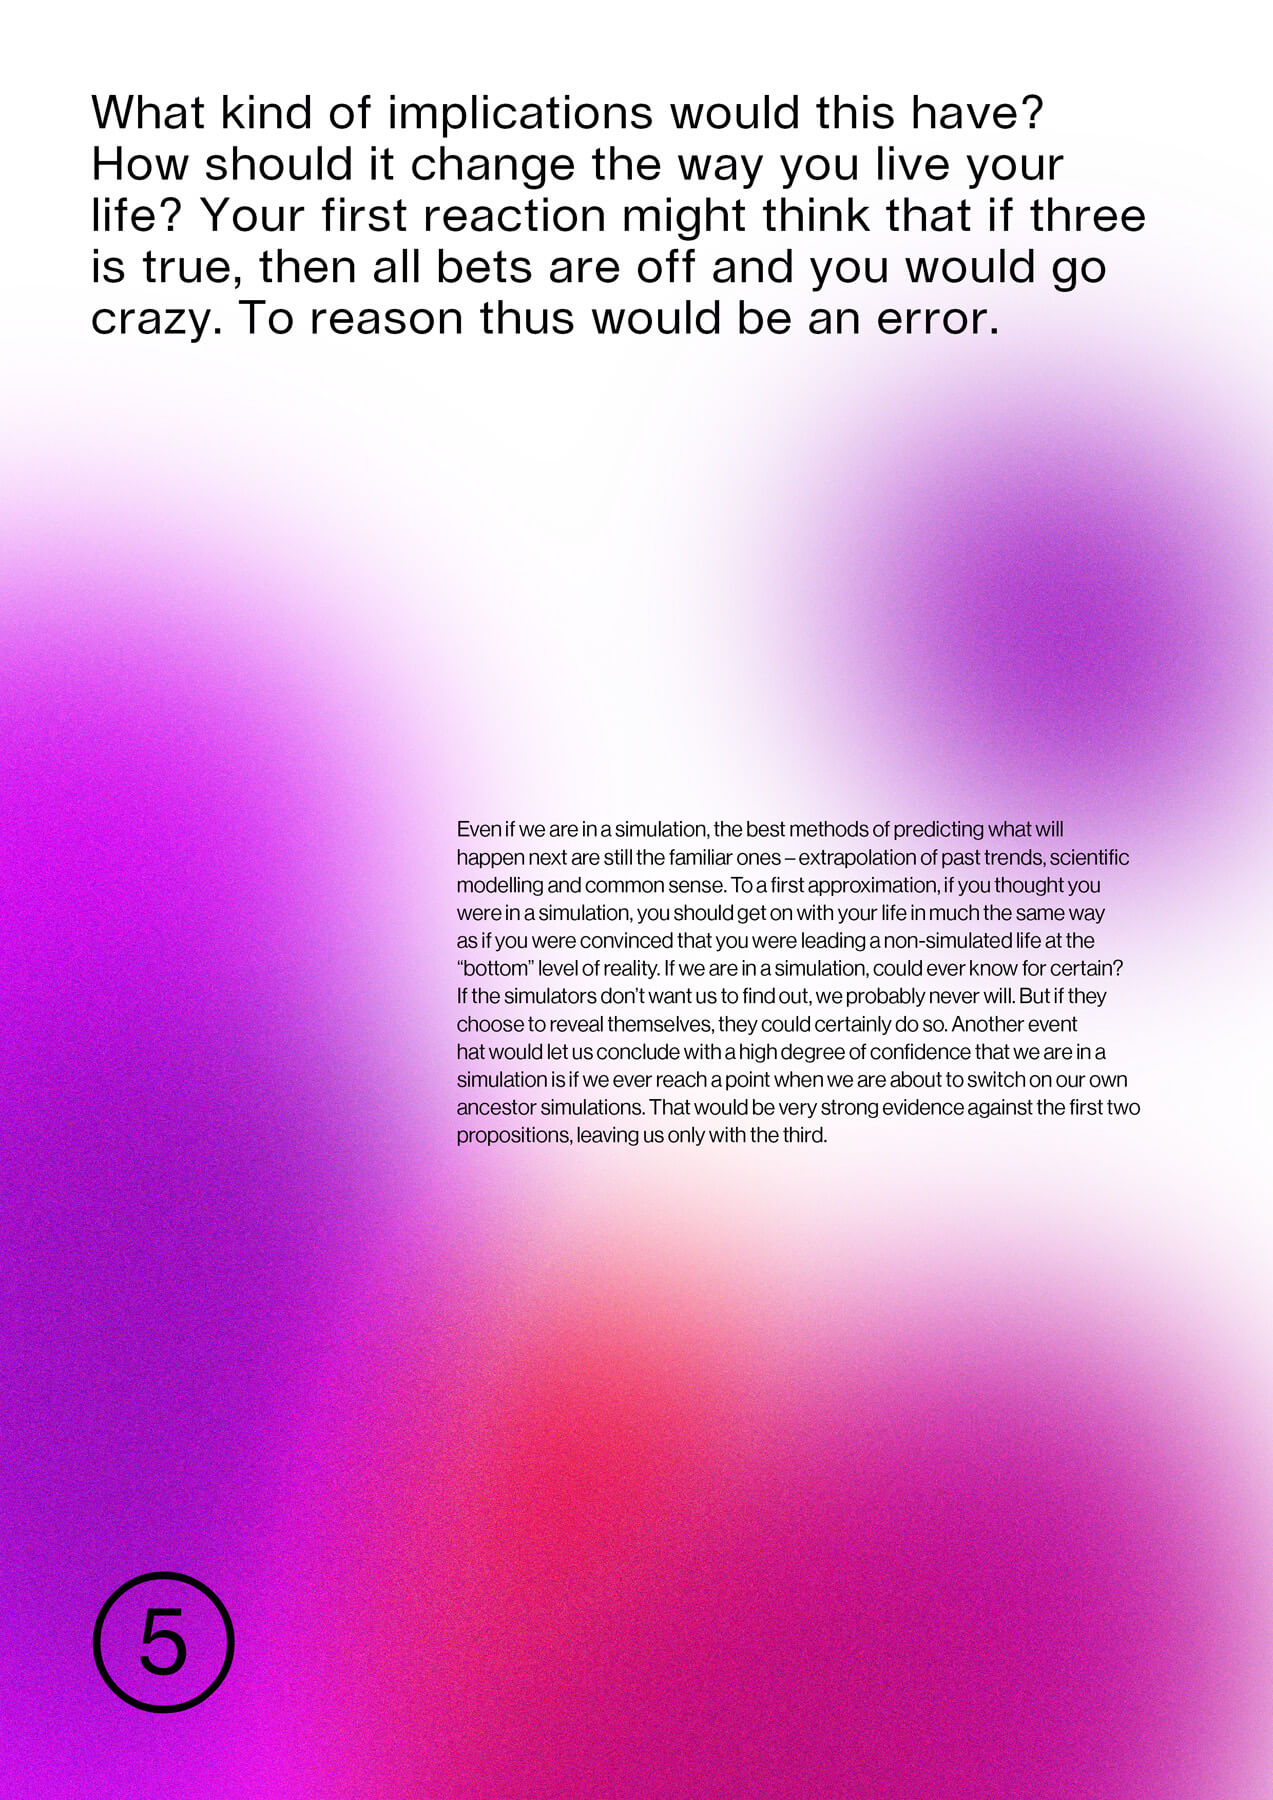 What kind of implications would this have?
How should it change the way you live your
life? Your first reaction might think that if three
is true, then all bets are off and you would go
crazy. To reason thus would be an error.
Even if we are in a simulation, the best methods of predicting what will
happen next are still the familiar ones – extrapolation of past trends, scientific
modelling and common sense. To a first approximation, if you thought you
were in a simulation, you should get on with your life in much the same way
as if you were convinced that you were leading a non-simulated life at the
“bottom” level of reality. If we are in a simulation, could ever know for certain?
If the simulators don’t want us to find out, we probably never will. But if they
choose to reveal themselves, they could certainly do so. Another event
hat would let us conclude with a high degree of confidence that we are in a
simulation is if we ever reach a point when we are about to switch on our own
ancestor simulations. That would be very strong evidence against the first two
propositions, leaving us only with the third.
5